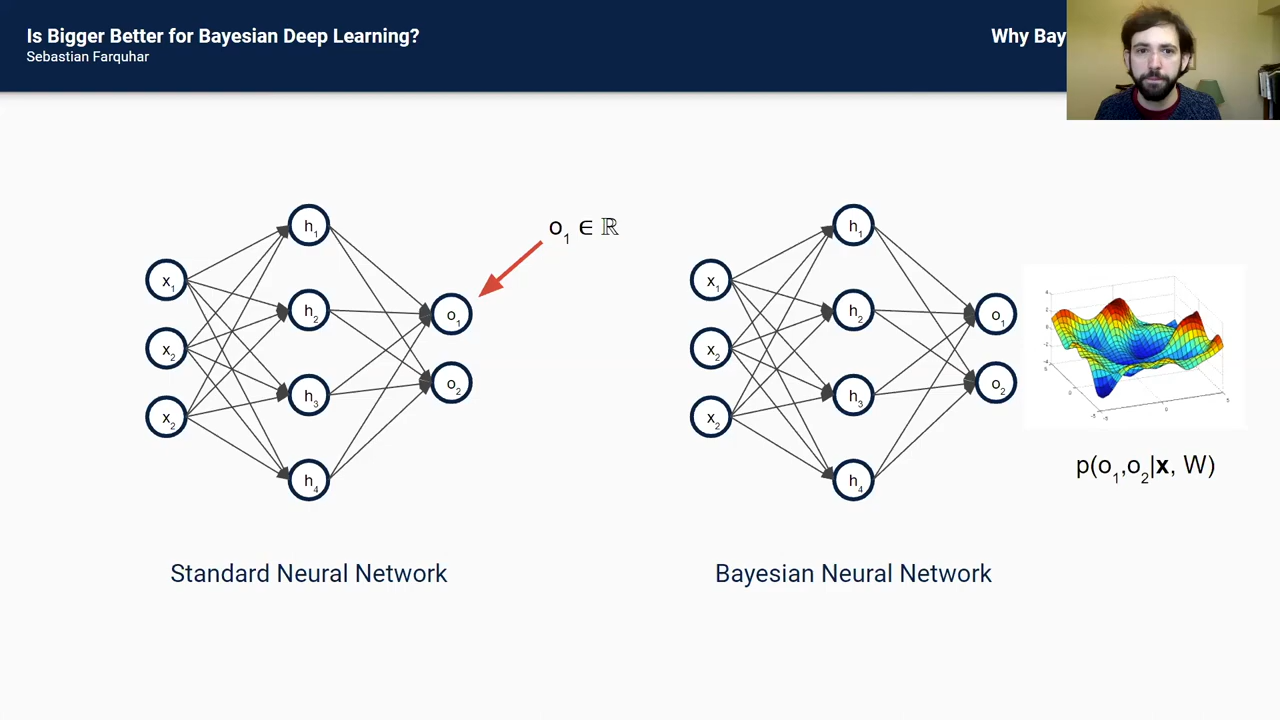 Is Bigger Better for Bayesian Deep Learning?
Sebastian Farquhar
Why Bay
h1
h2
h3
h4
x1
x2
x2
o1
o2
o1 ∈ ℝ
Standard Neural Network
h1
h2
h3
h4
x1
x2
x2
o1
o2
p(o1,o2|x, W)
Bayesian Neural Network